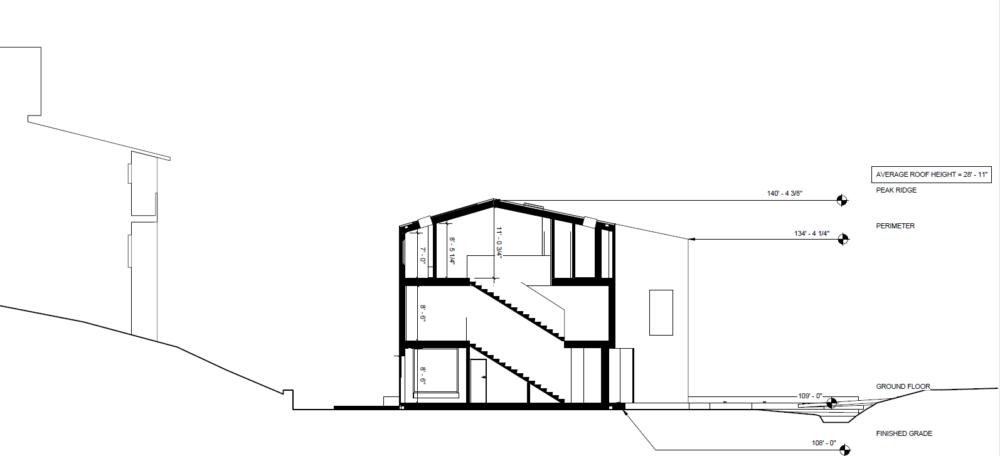 AVERAGE ROOF HEIGHT = 28' - 11"
140' - 4 3/8"
PEAK RIDGE
134' - 4 1/4"
PERIMETER
7' - 0"
8' - 5 1/4"
11' - 0 3/4"
8' - 6"
8' - 6"
GROUND FLOOR
109' - 0"
FINISHED GRADE
108' - 0"